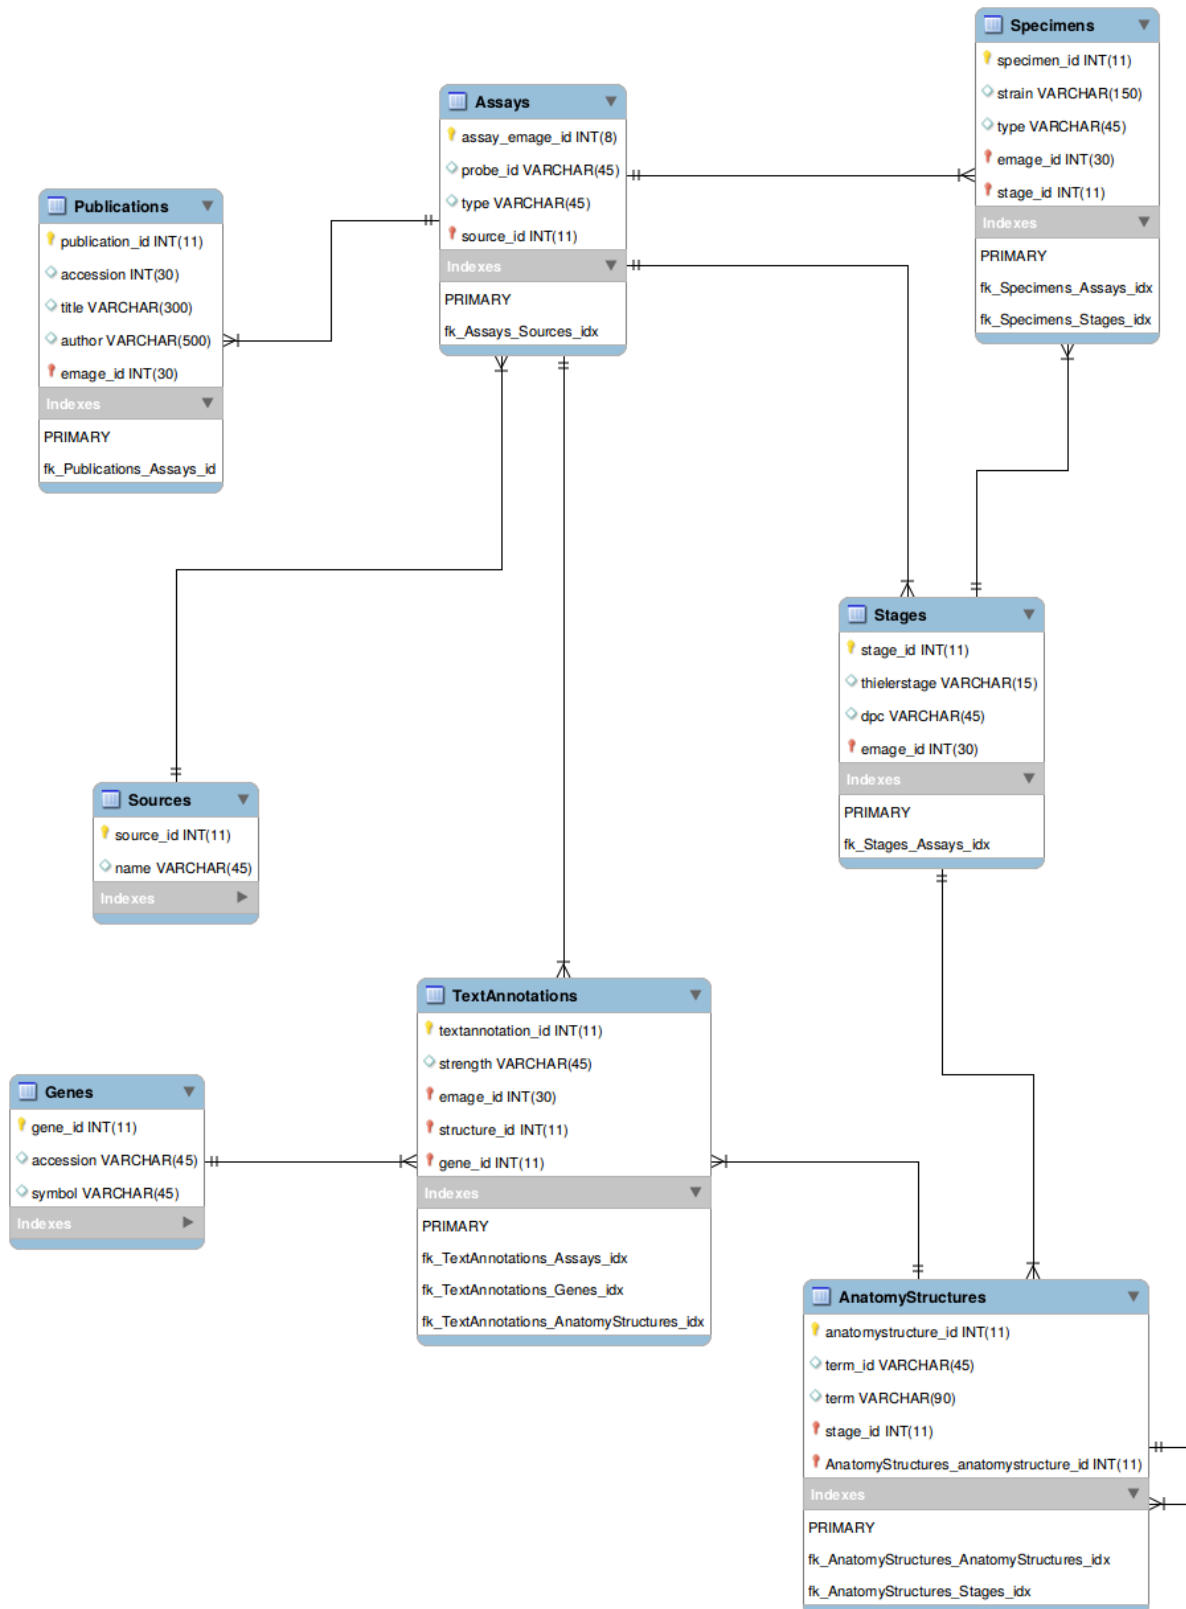 Specimens
specimen_id INT(11)
strain VARCHAR(150)
type VARCHAR(45)
emage_id INT(30)
stage_id INT(11)
Indexes
PRIMARY
fk_Specimens_Assays_idx
fk_Specimens_Stages_idx
Assays
assay_emage_id INT(8)
probe_id VARCHAR(45)
type VARCHAR(45)
source_id INT(11)
Indexes
PRIMARY
fk_Assays_Sources_idx
Publications
publication_id INT(11)
accession INT(30)
title VARCHAR(300)
author VARCHAR(500)
emage_id INT(30)
Indexes
PRIMARY
fk_Publications_Assays_id
Stages
stage_id INT(11)
thielerstage VARCHAR(15)
dpc VARCHAR(45)
emage_id INT(30)
Indexes
PRIMARY
fk_Stages_Assays_idx
Sources
source_id INT(11)
name VARCHAR(45)
Indexes
TextAnnotations
textannotation_id INT(11)
strength VARCHAR(45)
emage_id INT(30)
structure_id INT(11)
gene_id INT(11)
Indexes
PRIMARY
fk_TextAnnotations_Assays_idx
fk_TextAnnotations_Genes_idx
fk_TextAnnotations_AnatomyStructures_idx
Genes
gene_id INT(11)
accession VARCHAR(45)
symbol VARCHAR(45)
Indexes
AnatomyStructures
anatomystructure_id INT(11)
term_id VARCHAR(45)
term VARCHAR(90)
stage_id INT(11)
AnatomyStructures_anatomystructure_id INT(11)
Indexes
PRIMARY
fk_AnatomyStructures_AnatomyStructures_idx
fk_AnatomyStructures_Stages_idx